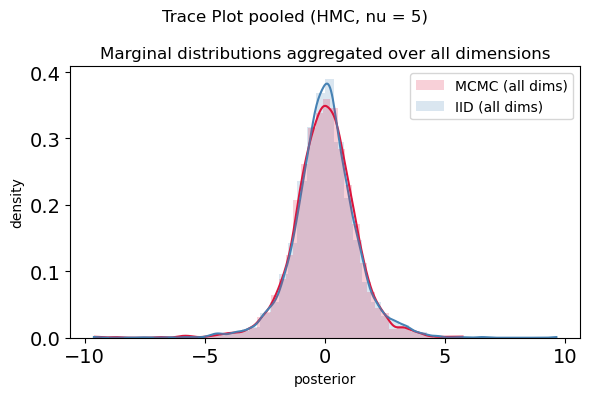 Trace Plot pooled (HMC, nu = 5)
Marginal distributions aggregated over all dimensions
MCMC (all dims)
IID (all dims)
density
0.4
0.3
0.2
0.1
0.0
−10
−5
0
5
10
posterior